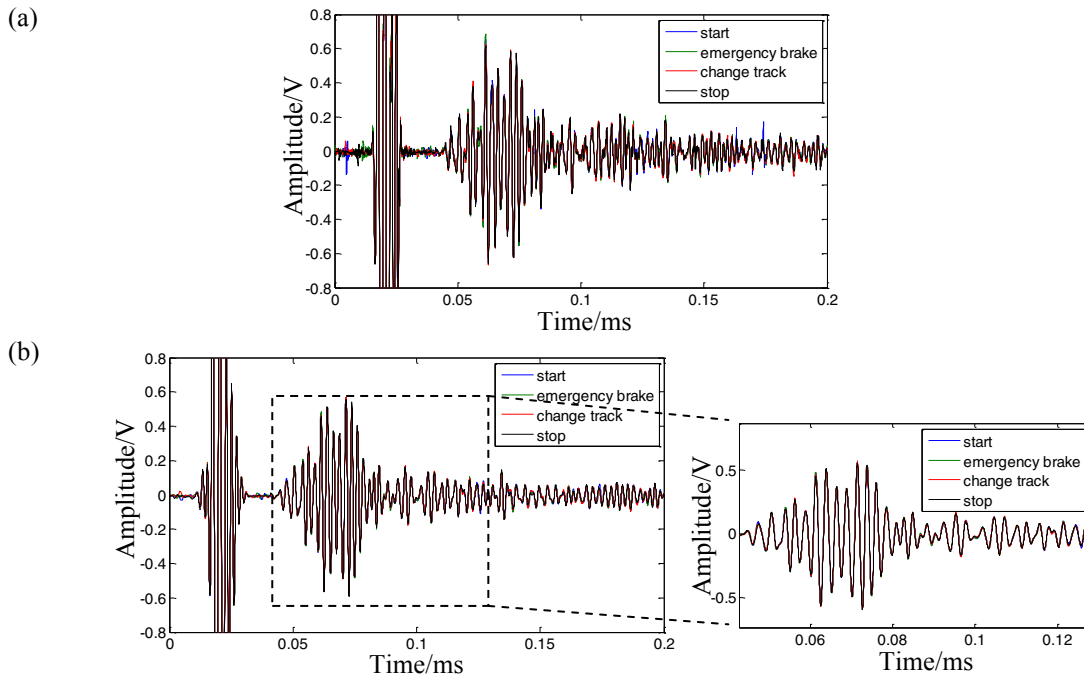 (a)
0.8
0.6
0.4
0.2
0
-0.2
-0.4
-0.6
-0.8
Amplitude/V
start
emergency brake
change track
stop
0
0.05
0.1
0.15
0.2
Time/ms
(b)
0.8
0.6
0.4
0.2
0
-0.2
-0.4
-0.6
-0.8
Amplitude/V
start
emergency brake
change track
stop
0
0.05
0.1
0.15
0.2
Time/ms
0.5
0
-0.5
Amplitude/V
start
emergency brake
change track
stop
0.06
0.08
0.1
0.12
Time/ms